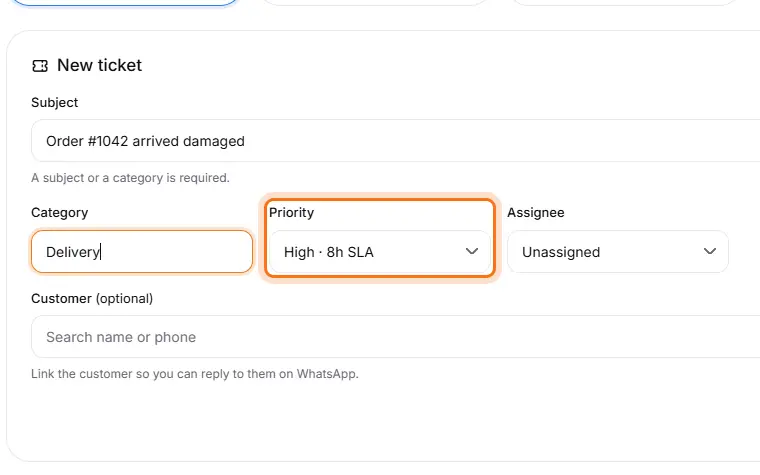 New ticket
Subject
Order #1042 arrived damaged
A subject or a category is required.
Category Priority Assignee
Delivery High · 8h SLA Unassigned
Customer (optional)
Search name or phone
Link the customer so you can reply to them on WhatsApp.